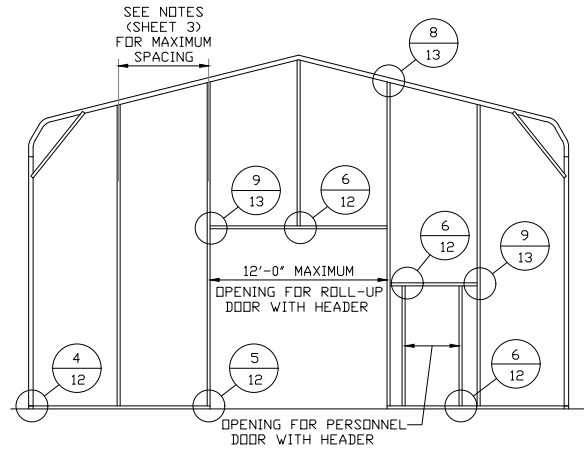 SEE NOTES
(SHEET 3)
FOR MAXIMUM
SPACING
8
13
9
13
6
12
6
12
9
13
12'-0" MAXIMUM
OPENING FOR ROLL-UP
DOOR WITH HEADER
4
12
5
12
6
12
OPENING FOR PERSONNEL
DOOR WITH HEADER